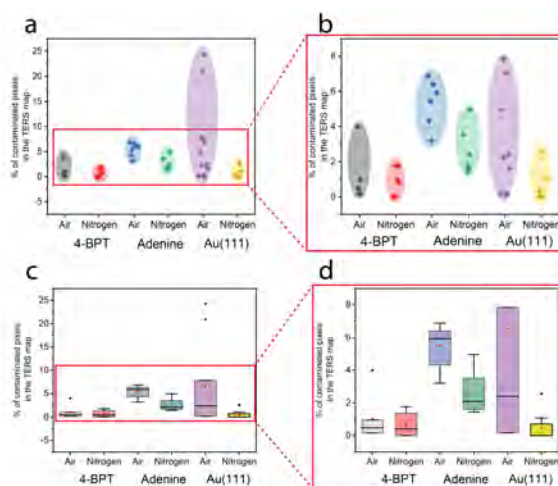 a
b
% of contaminated pixels
in the TERS map
25
20
15
10
5
0
-5
Air Nitrogen Air Nitrogen Air Nitrogen
4-BPT Adenine Au(111)
% of contaminated pixels
in the TERS map
8
6
4
2
0
Air Nitrogen Air Nitrogen Air Nitrogen
4-BPT Adenine Au(111)
c
d
% of contaminated pixels
in the TERS map
25
20
15
10
5
0
-5
Air Nitrogen Air Nitrogen Air Nitrogen
4-BPT Adenine Au(111)
% of contaminated pixels
in the TERS map
8
6
4
2
0
Air Nitrogen Air Nitrogen Air Nitrogen
4-BPT Adenine Au(111)